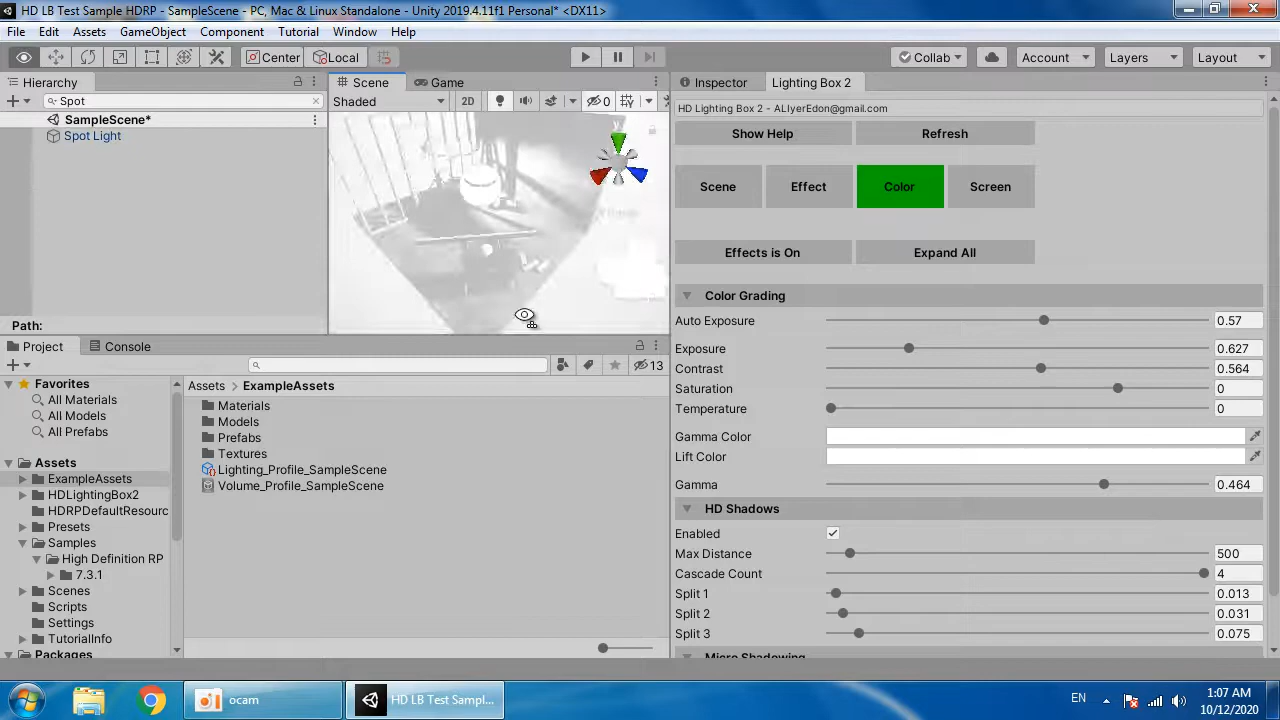 HD LB Test Sample HDRP - SampleScene - PC, Mac & Linux Standalone - Unity 2019.4.11f1 Personal* <DX11>
File Edit Assets GameObject Component Tutorial Window Help
Center Local Collab Account Layers Layout
Hierarchy
Spot
SampleScene*
Spot Light
Path:
Scene Game
Shaded 2D 0
Inspector Lighting Box 2
HD Lighting Box 2 - ALIyerEdon@gmail.com
Show Help Refresh
Scene Effect Color Screen
Effects is On Expand All
Color Grading
Auto Exposure 0.57
Exposure 0.627
Contrast 0.564
Saturation 0
Temperature 0
Gamma Color
Lift Color
Gamma 0.464
HD Shadows
Enabled
Max Distance 500
Cascade Count 4
Split 1 0.013
Split 2 0.031
Split 3 0.075
Micro Shadowing
Project Console
13
Favorites
All Materials
All Models
All Prefabs
Assets
ExampleAssets
HDLightingBox2
HDRPDefaultResourc
Presets
Samples
High Definition RP
7.3.1
Scenes
Scripts
Settings
TutorialInfo
Packages
Assets > ExampleAssets
Materials
Models
Prefabs
Textures
Lighting_Profile_SampleScene
Volume_Profile_SampleScene
ocam
HD LB Test Sampl...
EN
1:07 AM
10/12/2020